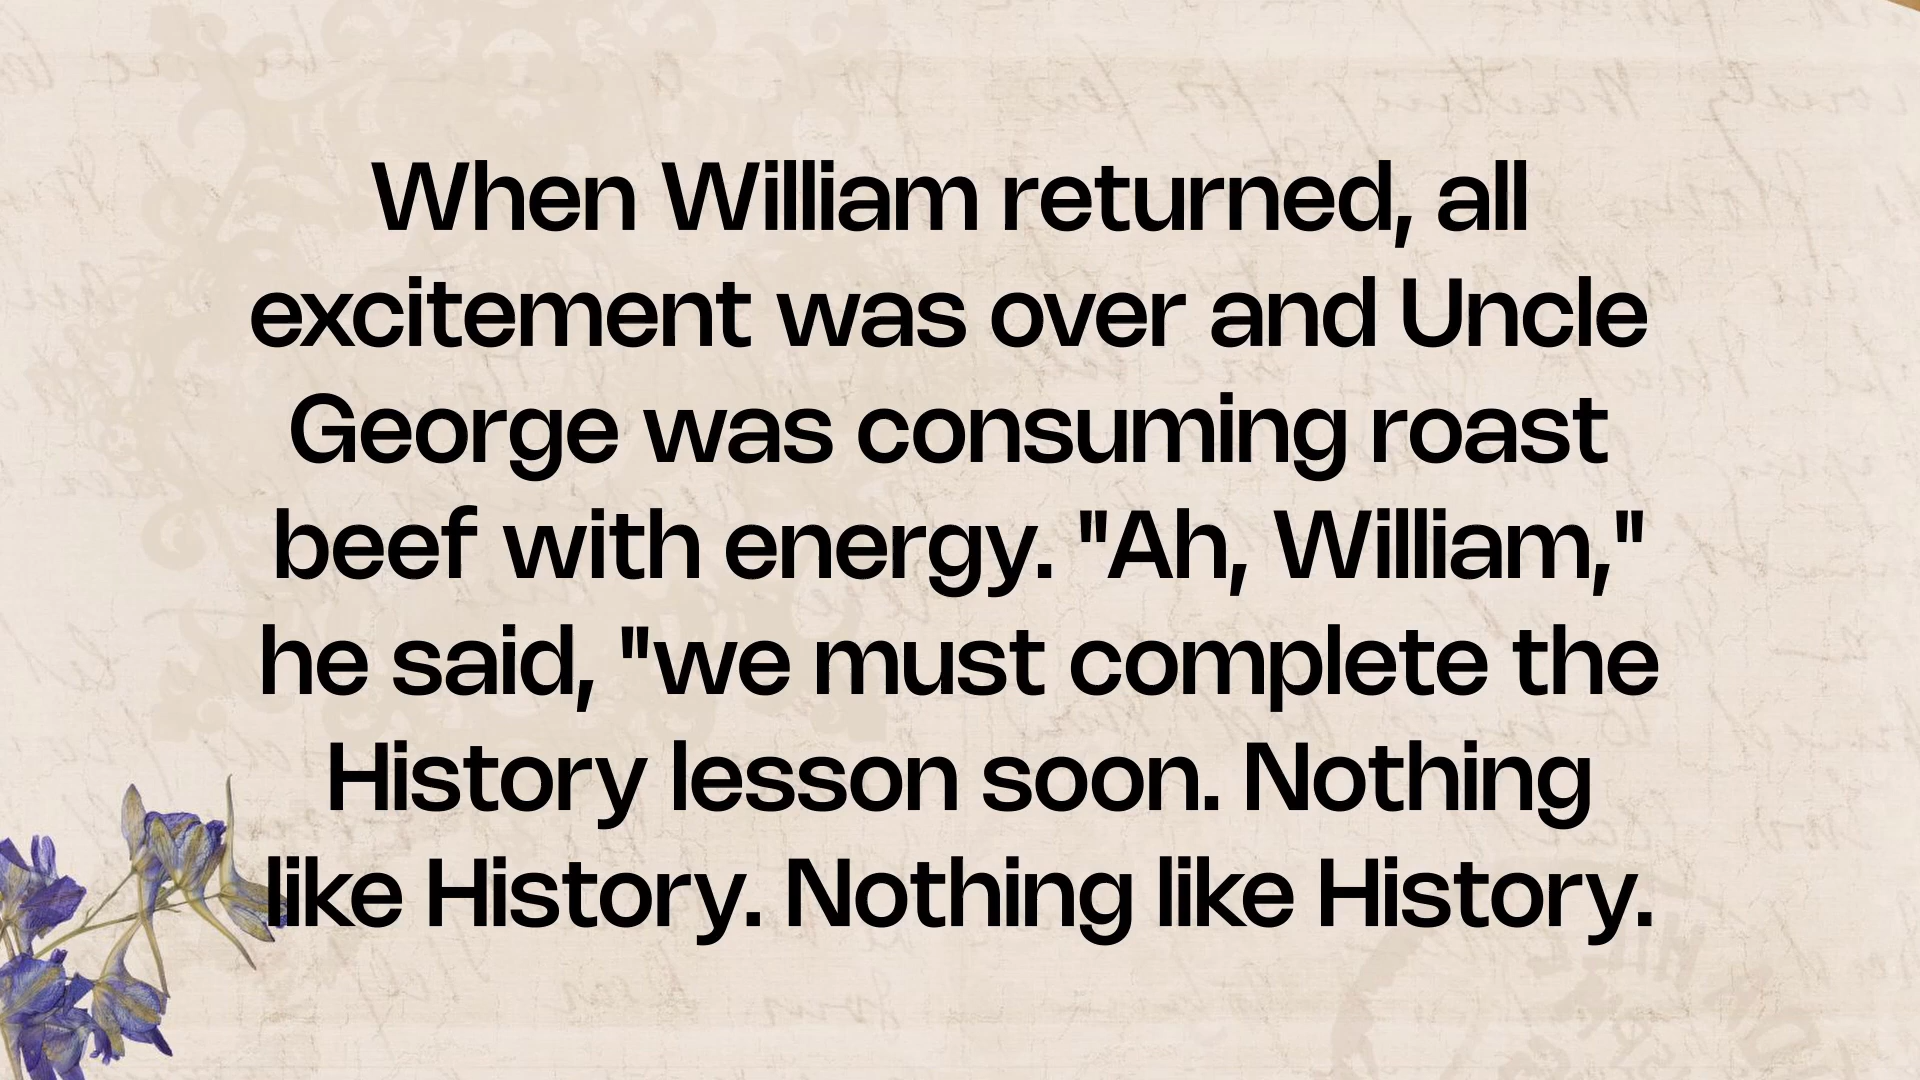 When William returned, all
excitement was over and Uncle
George was consuming roast
beef with energy. "Ah, William,"
he said, "we must complete the
History lesson soon. Nothing
like History. Nothing like History.